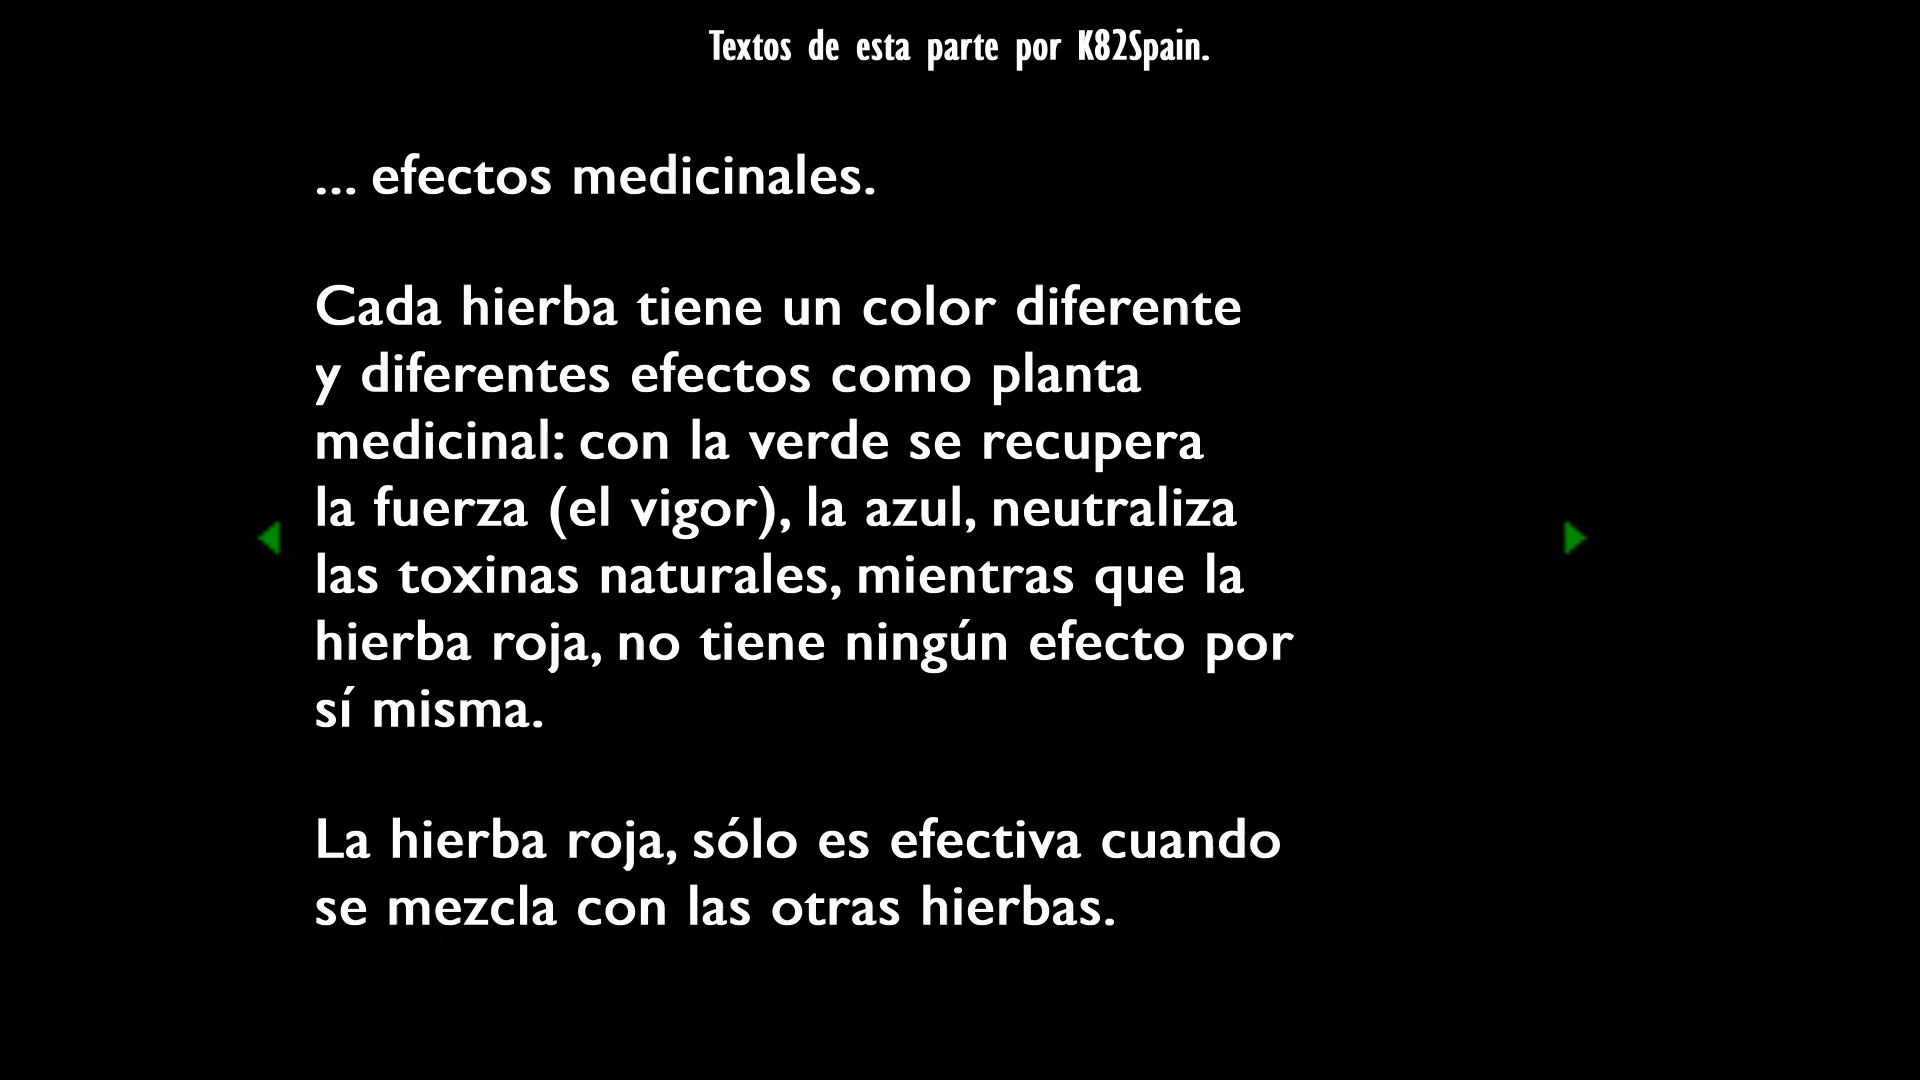 Textos de esta parte por K82Spain.
... efectos medicinales.
Cada hierba tiene un color diferente
y diferentes efectos como planta
medicinal: con la verde se recupera
la fuerza (el vigor), la azul, neutraliza
las toxinas naturales, mientras que la
hierba roja, no tiene ningún efecto por
sí misma.
La hierba roja, sólo es efectiva cuando
se mezcla con las otras hierbas.